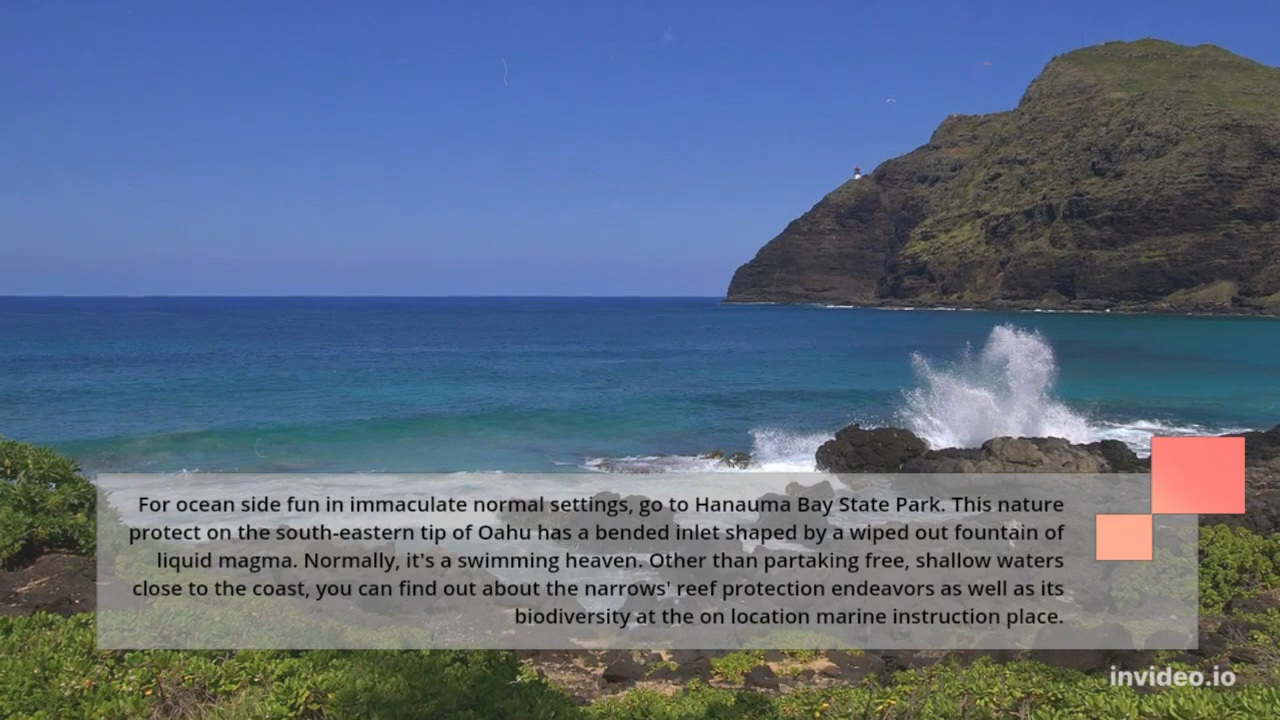 For ocean side fun in immaculate normal settings, go to Hanauma Bay State Park. This nature
protect on the south-eastern tip of Oahu has a bended inlet shaped by a wiped out fountain of
liquid magma. Normally, it's a swimming heaven. Other than partaking free, shallow waters
close to the coast, you can find out about the narrows' reef protection endeavors as well as its
biodiversity at the on location marine instruction place.
invideo.io